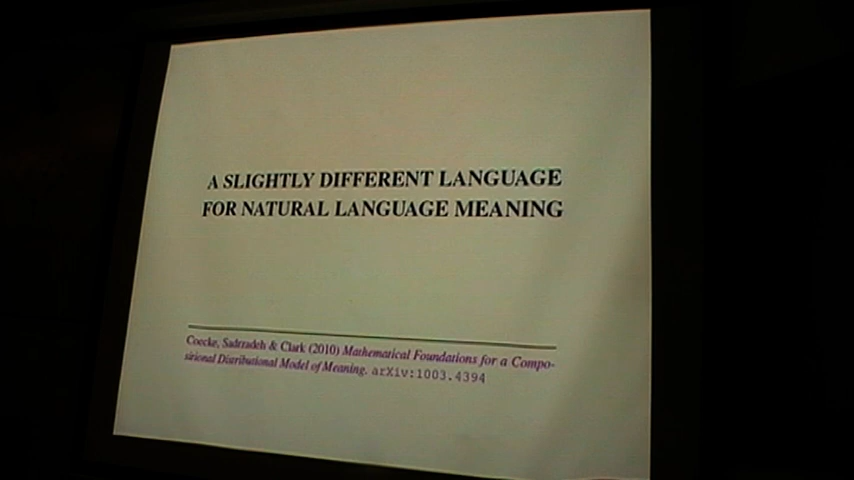 A SLIGHTLY DIFFERENT LANGUAGE
FOR NATURAL LANGUAGE MEANING
Coecke, Sadrzadeh & Clark (2010) Mathematical Foundations for a Compo-
sitional Distributional Model of Meaning. arXiv:1003.4394